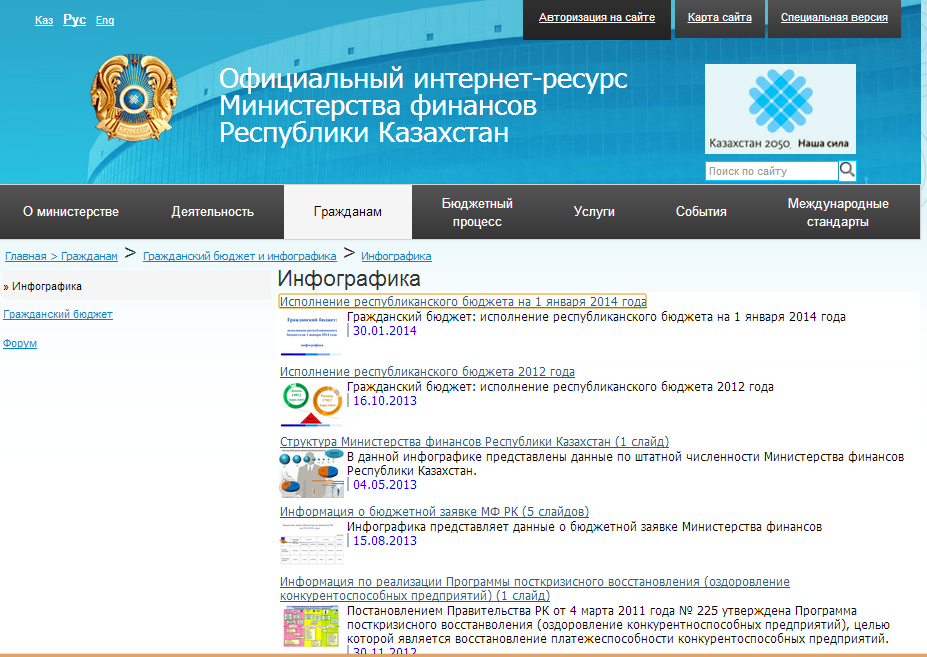 Каз Рус Eng
Авторизация на сайте
Карта сайта
Специальная версия
Официальный интернет-ресурс
Министерства финансов
Республики Казахстан
Казахстан 2050 Наша сила
Поиск по сайту
О министерстве
Деятельность
Гражданам
Бюджетный
процесс
Услуги
События
Международные
стандарты
Главная > Гражданам > Гражданский бюджет и инфографика > Инфографика
» Инфографика
Гражданский бюджет
Форум
Инфографика
Исполнение республиканского бюджета на 1 января 2014 года
Гражданский бюджет: исполнение республиканского бюджета на 1 января 2014 года
| 30.01.2014
Исполнение республиканского бюджета 2012 года
Гражданский бюджет: исполнение республиканского бюджета 2012 года
| 16.10.2013
Структура Министерства финансов Республики Казахстан (1 слайд)
В данной инфографике представлены данные по штатной численности Министерства финансов
Республики Казахстан.
| 04.05.2013
Информация о бюджетной заявке МФ РК (5 слайдов)
Инфографика представляет данные о бюджетной заявке Министерства финансов
| 15.08.2013
Информация по реализации Программы посткризисного восстановления (оздоровление
конкурентоспособных предприятий) (1 слайд)
Постановлением Правительства РК от 4 марта 2011 года № 225 утверждена Программа
посткризисного восстановления (оздоровление конкурентноспособных предприятий), целью
которой является восстановление платежеспособности конкурентоспособных предприятий.
| 30.11.2012